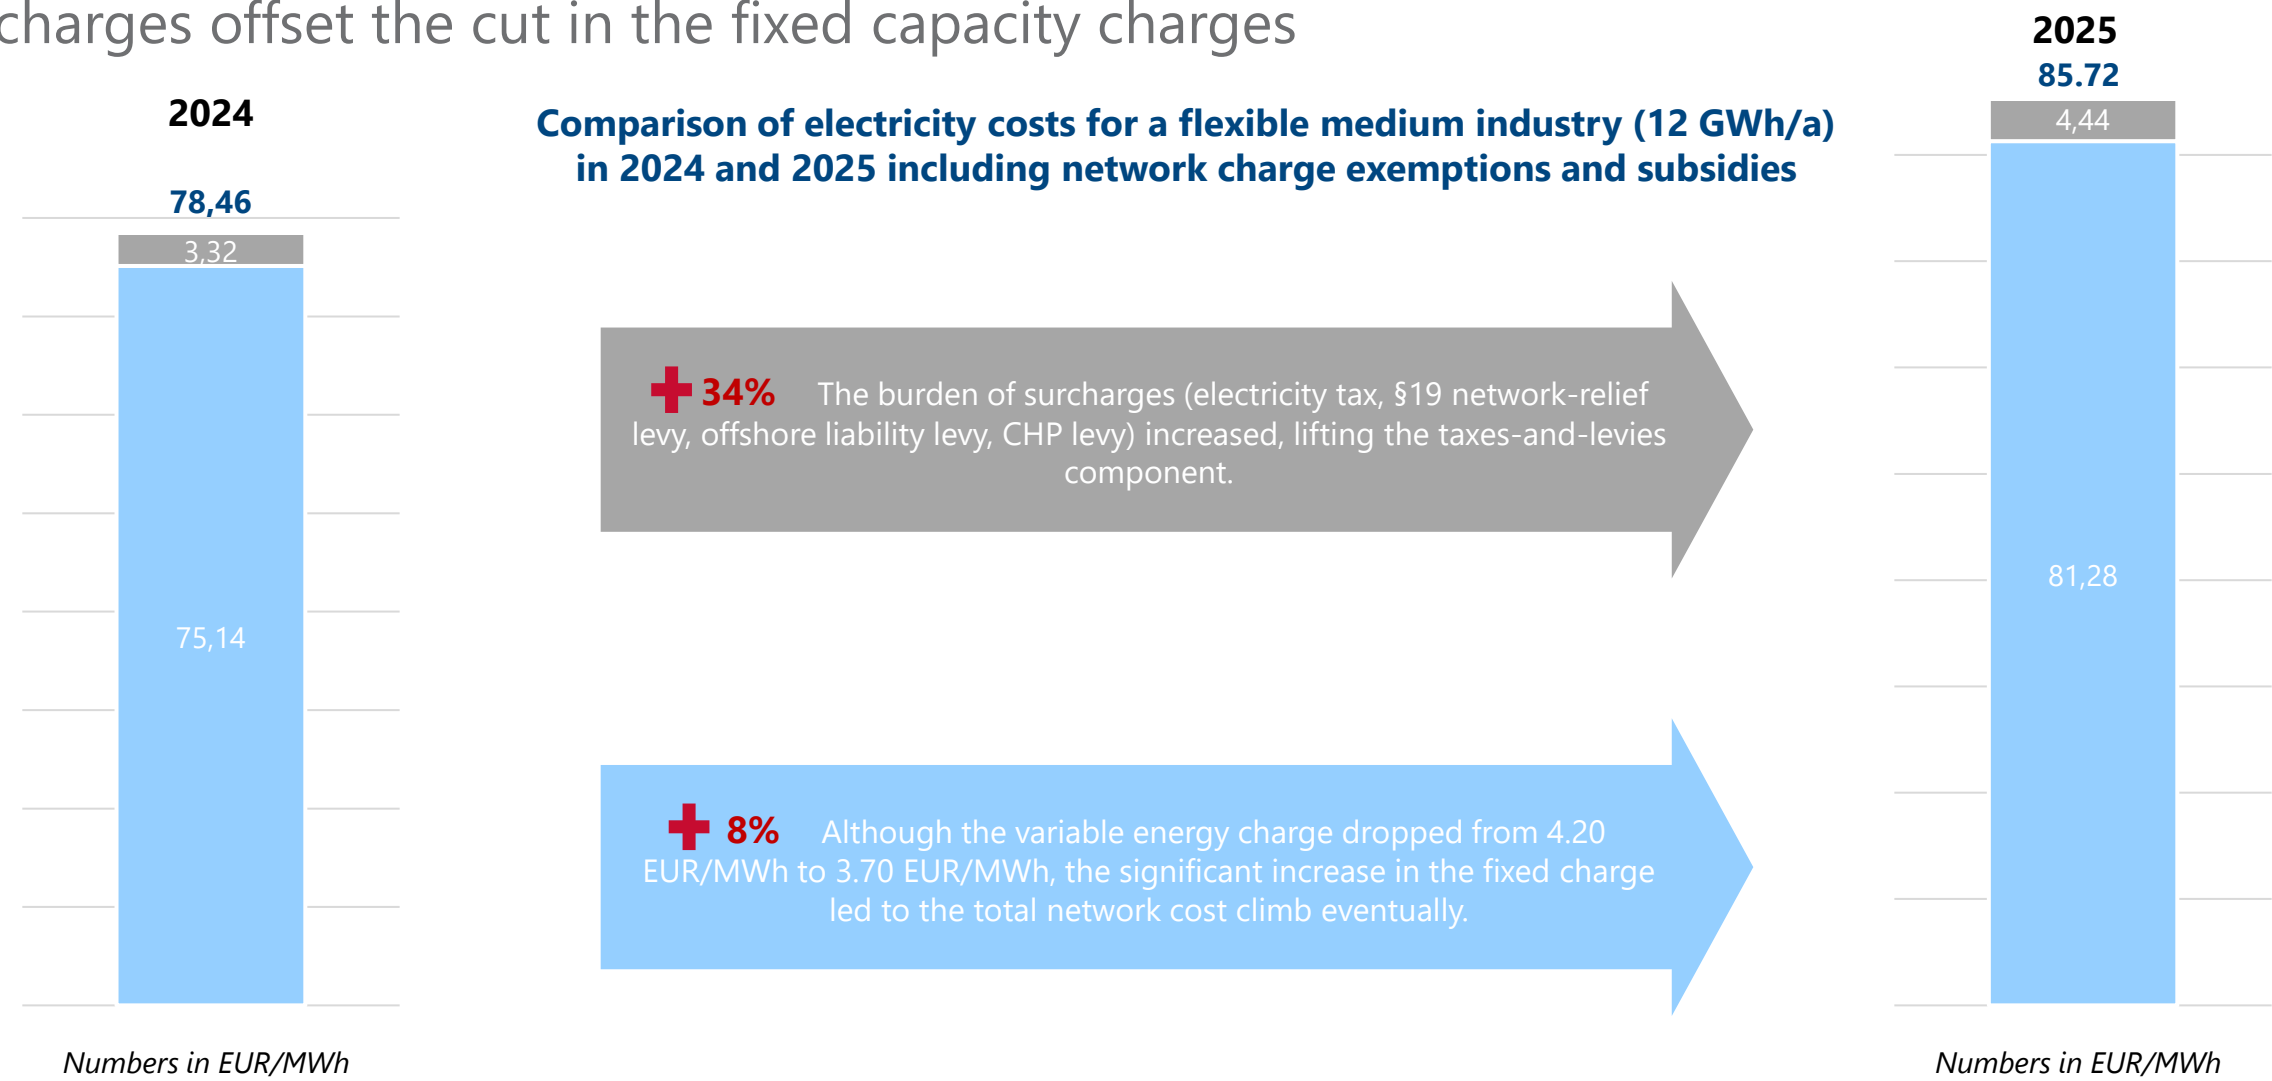 charges offset the cut in the fixed capacity charges
2024
78,46
3,32
75,14
Numbers in EUR/MWh
Comparison of electricity costs for a flexible medium industry (12 GWh/a)
in 2024 and 2025 including network charge exemptions and subsidies
34% The burden of surcharges (electricity tax, §19 network-relief
levy, offshore liability levy, CHP levy) increased, lifting the taxes-and-levies
component.
8% Although the variable energy charge dropped from 4.20
EUR/MWh to 3.70 EUR/MWh, the significant increase in the fixed charge
led to the total network cost climb eventually.
2025
85.72
4,44
81,28
Numbers in EUR/MWh